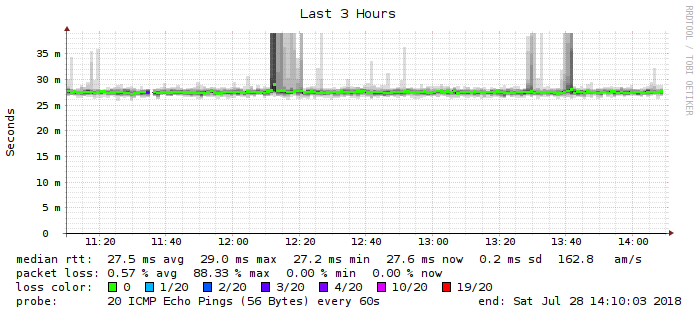 Last 3 Hours
RRDTOOL / TOBI OETIKER
Seconds
35 m
30 m
25 m
20 m
15 m
10 m
5 m
0
11:20 11:40 12:00 12:20 12:40 13:00 13:20 13:40 14:00
median rtt: 27.5 ms avg 29.0 ms max 27.2 ms min 27.6 ms now 0.2 ms sd 162.8 am/s
packet loss: 0.57 % avg 88.33 % max 0.00 % min 0.00 % now
loss color: 0 1/20 2/20 3/20 4/20 10/20 19/20
probe: 20 ICMP Echo Pings (56 Bytes) every 60s end: Sat Jul 28 14:10:03 2018